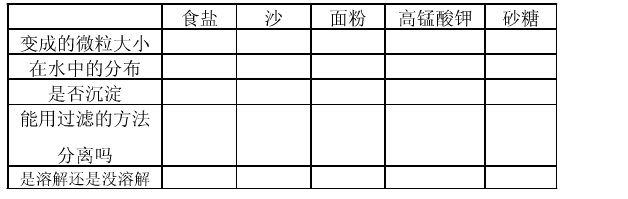 食盐 沙 面粉 高锰酸钾 砂糖
变成的微粒大小
在水中的分布
是否沉淀
能用过滤的方法
分离吗
是溶解还是没溶解